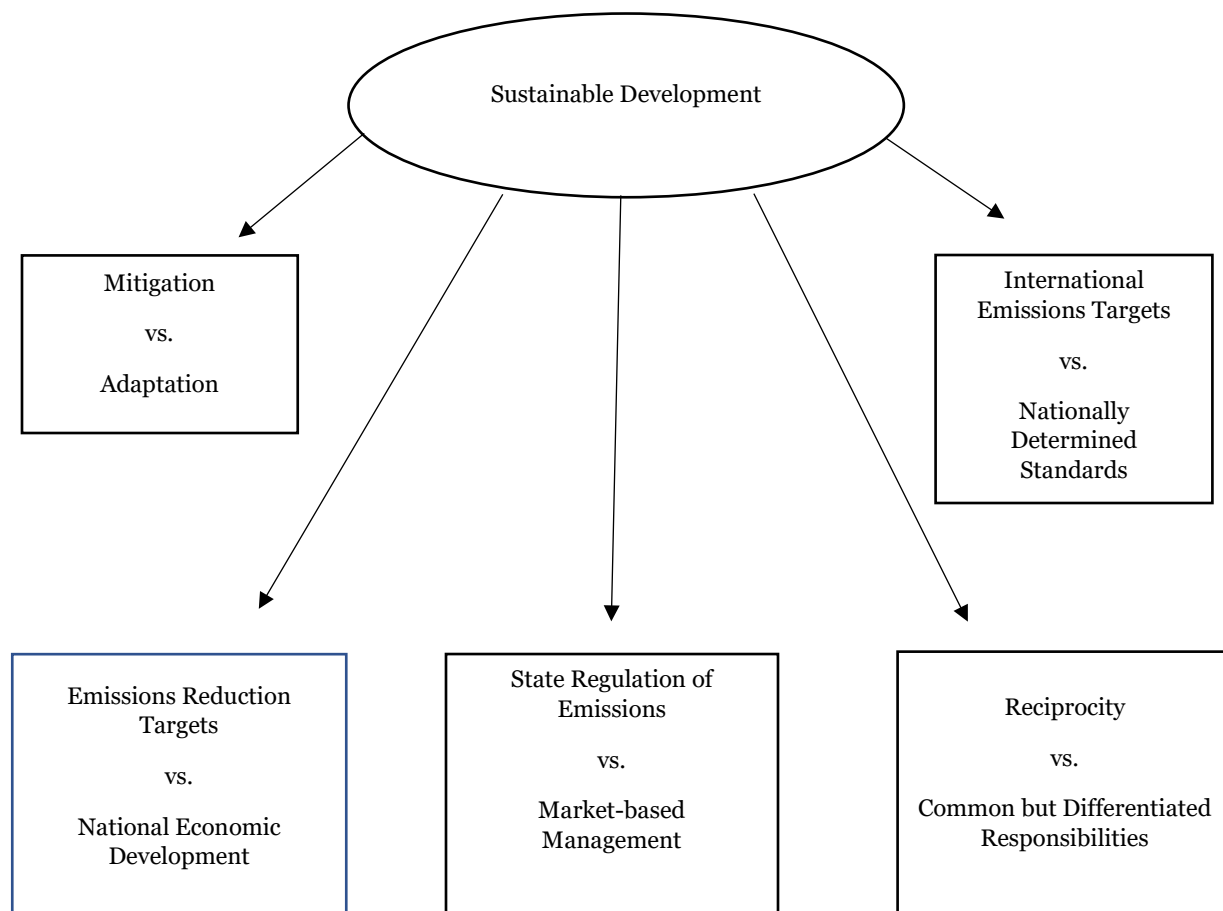 Sustainable Development
Mitigation
vs.
Adaptation
International
Emissions Targets
vs.
Nationally
Determined
Standards
Emissions Reduction
Targets
vs.
National Economic
Development
State Regulation of
Emissions
vs.
Market-based
Management
Reciprocity
vs.
Common but Differentiated
Responsibilities